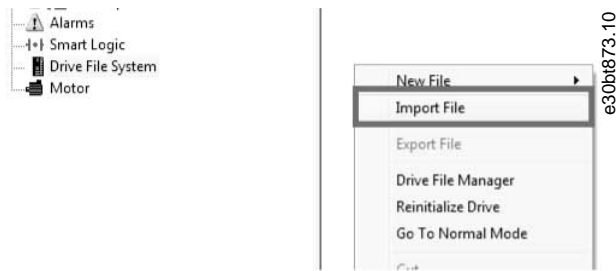 Alarms
Smart Logic
Drive File System
Motor
New File
Import File
Export File
Drive File Manager
Reinitialize Drive
Go To Normal Mode
e30bt873.10